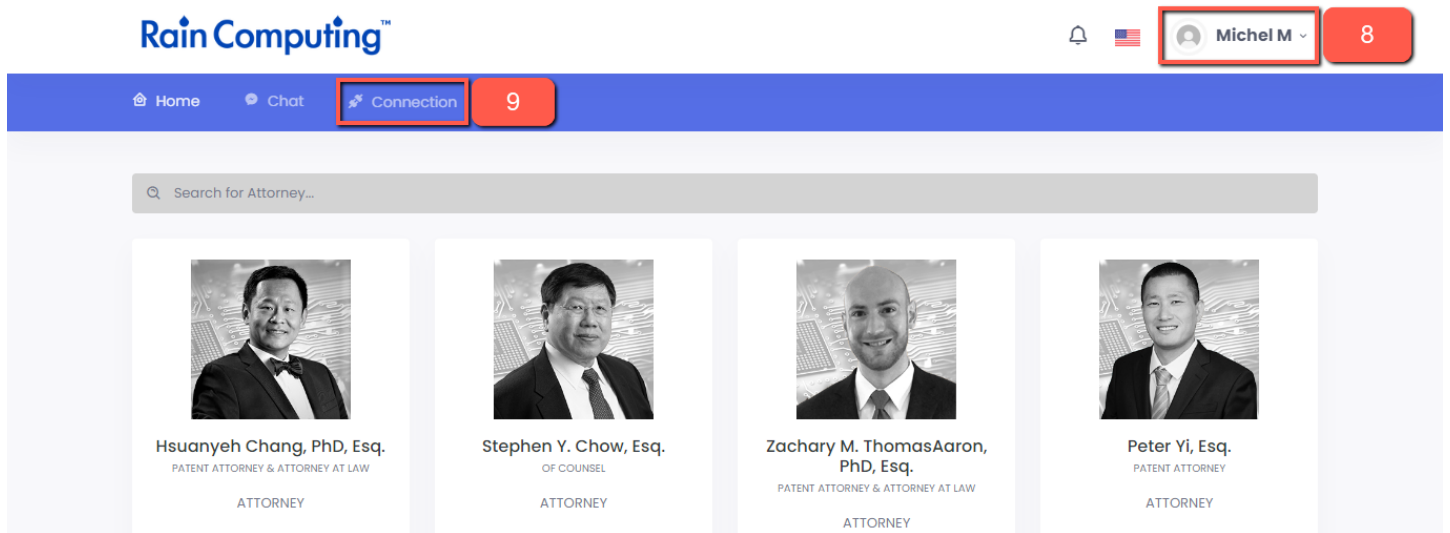 Rain Computing™
Michel M
8
Home
Chat
Connection
9
Search for Attorney...
Hsuanyeh Chang, PhD, Esq.
PATENT ATTORNEY & ATTORNEY AT LAW
ATTORNEY
Stephen Y. Chow, Esq.
OF COUNSEL
ATTORNEY
Zachary M. ThomasAaron,
PhD, Esq.
PATENT ATTORNEY & ATTORNEY AT LAW
ATTORNEY
Peter Yi, Esq.
PATENT ATTORNEY
ATTORNEY